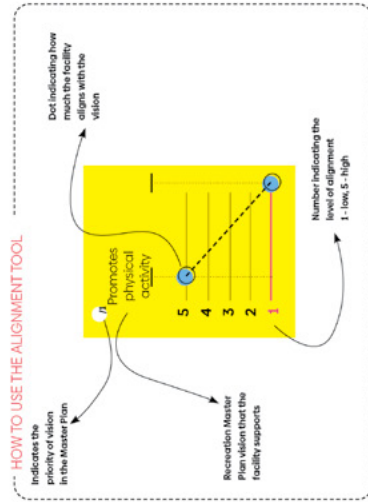 HOW TO USE THE ALIGNMENT TOOL
Indicates the
priority of vision
in the Master Plan
Dot indicating how
much the facility
aligns with the
vision
n
Promotes
physical
activity
5
4
3
2
1
Recreation Master
Plan vision that the
facility supports
Number indicating the
level of alignment
1 - low, 5 - high